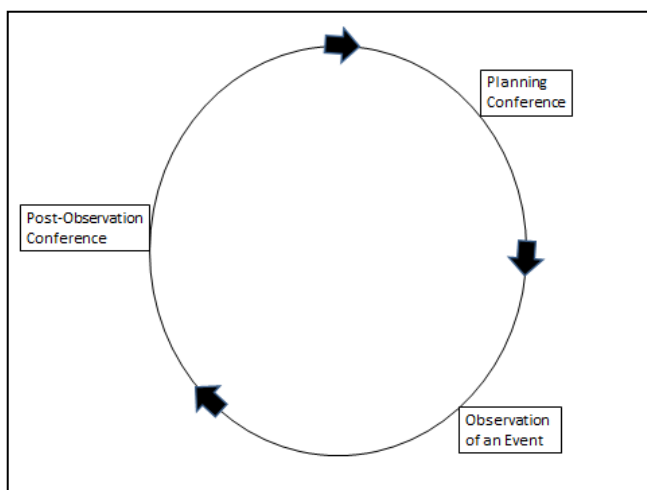 Planning
Conference
Post-Observation
Conference
Observation
of an Event